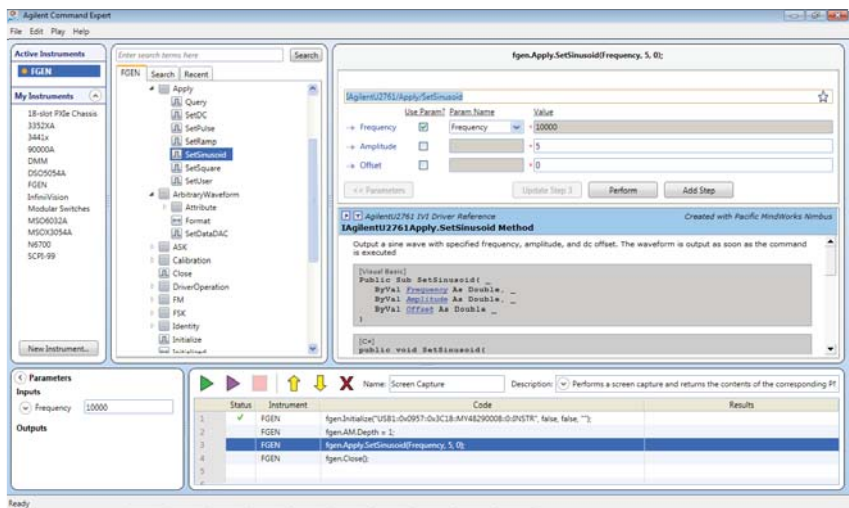 Agilent Command Expert
File Edit Play Help
Active Instruments
FGEN
My Instruments
18-slot PXIe Chassis
3352XA
3441x
90000A
DMM
DSO5054A
FGEN
InfiniiVision
Modular Switches
MSO6032A
MSOX3054A
N6700
SCPI-99
New Instrument...
Enter search terms here
Search
FGEN Search Recent
Apply
Query
SetDC
SetPulse
SetRamp
SetSinusoid
SetSquare
SetUser
ArbitraryWaveform
Attribute
Format
SetDataDAC
ASK
Calibration
Close
DriverOperation
FM
FSK
Identity
Initialize
Initialized
fgen.Apply.SetSinusoid(Frequency, 5, 0);
IAgilentU2761/Apply/SetSinusoid
Use Param? Param Name Value
Frequency Frequency * 10000
Amplitude * 5
Offset * 0
<< Parameters Update Step 3 Perform Add Step
AgilentU2761 IVI Driver Reference Created with Pacific MindWorks Nimbus
IAgilentU2761Apply.SetSinusoid Method
Output a sine wave with specified frequency, amplitude, and dc offset. The waveform is output as soon as the command
is executed
[Visual Basic]
Public Sub SetSinusoid( _
ByVal Frequency As Double, _
ByVal Amplitude As Double, _
ByVal Offset As Double _
)
[C#]
public void SetSinusoid(
Parameters
Inputs
Frequency 10000
Outputs
Name: Screen Capture Description: Performs a screen capture and returns the contents of the corresponding
Status Instrument Code Results
1 FGEN fgen.Initialize("USB1::0x0957::0x3C18::MY48290008::0::INSTR", false, false, "");
2 FGEN fgen.AM.Depth = 1;
3 FGEN fgen.Apply.SetSinusoid(Frequency, 5, 0);
4 FGEN fgen.Close();
5
Ready